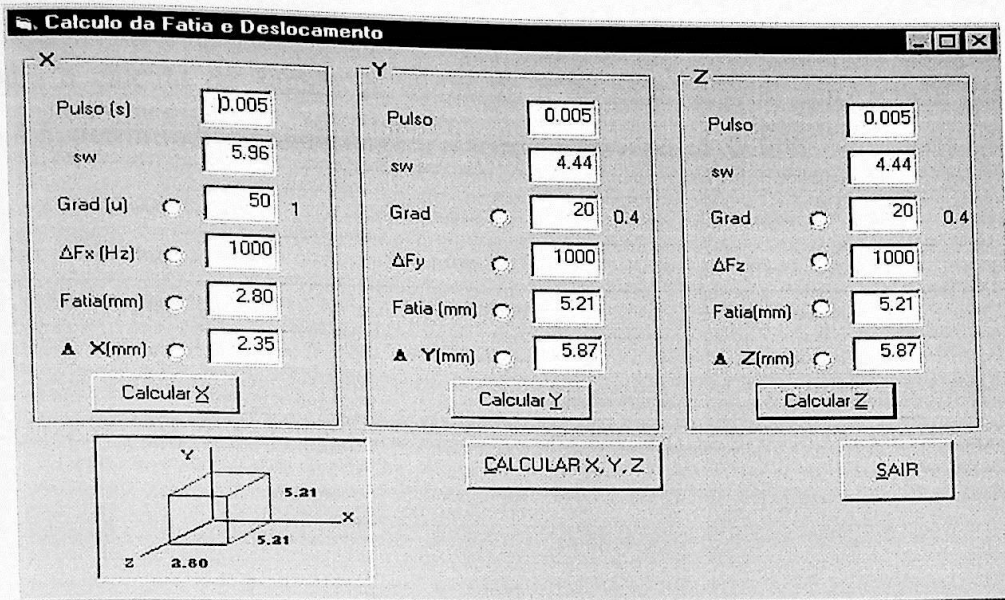 Calculo da Fatia e Deslocamento
X
Pulso (s) 0.005
sw 5.96
Grad (u) 50 1
ΔFx (Hz) 1000
Fatia(mm) 2.80
Δ X(mm) 2.35
Calcular X
Y
Pulso 0.005
sw 4.44
Grad 20 0.4
ΔFy 1000
Fatia (mm) 5.21
Δ Y(mm) 5.87
Calcular Y
Z
Pulso 0.005
sw 4.44
Grad 20 0.4
ΔFz 1000
Fatia(mm) 5.21
Δ Z(mm) 5.87
Calcular Z
Y
5.21
X
5.21
Z
2.80
CALCULAR X, Y, Z
SAIR